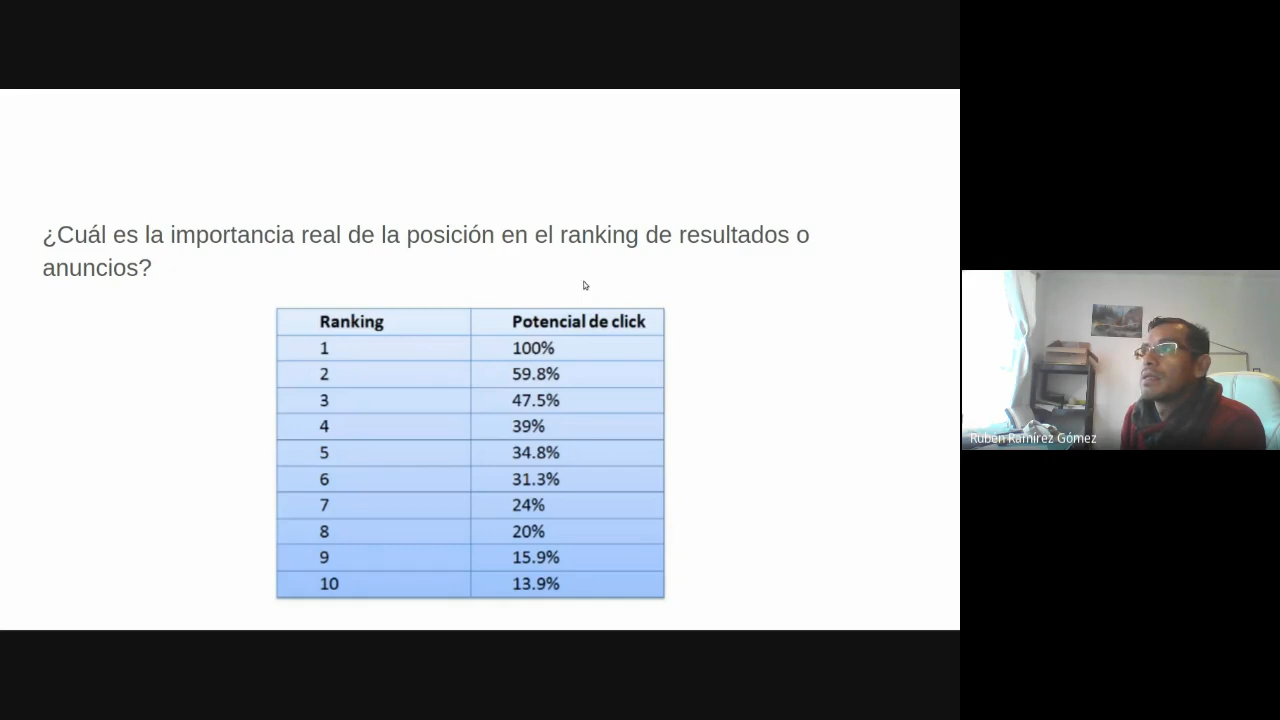 ¿Cuál es la importancia real de la posición en el ranking de resultados o
anuncios?
Ranking Potencial de click
1 100%
2 59.8%
3 47.5%
4 39%
5 34.8%
6 31.3%
7 24%
8 20%
9 15.9%
10 13.9%
Rubén Ramírez Gómez